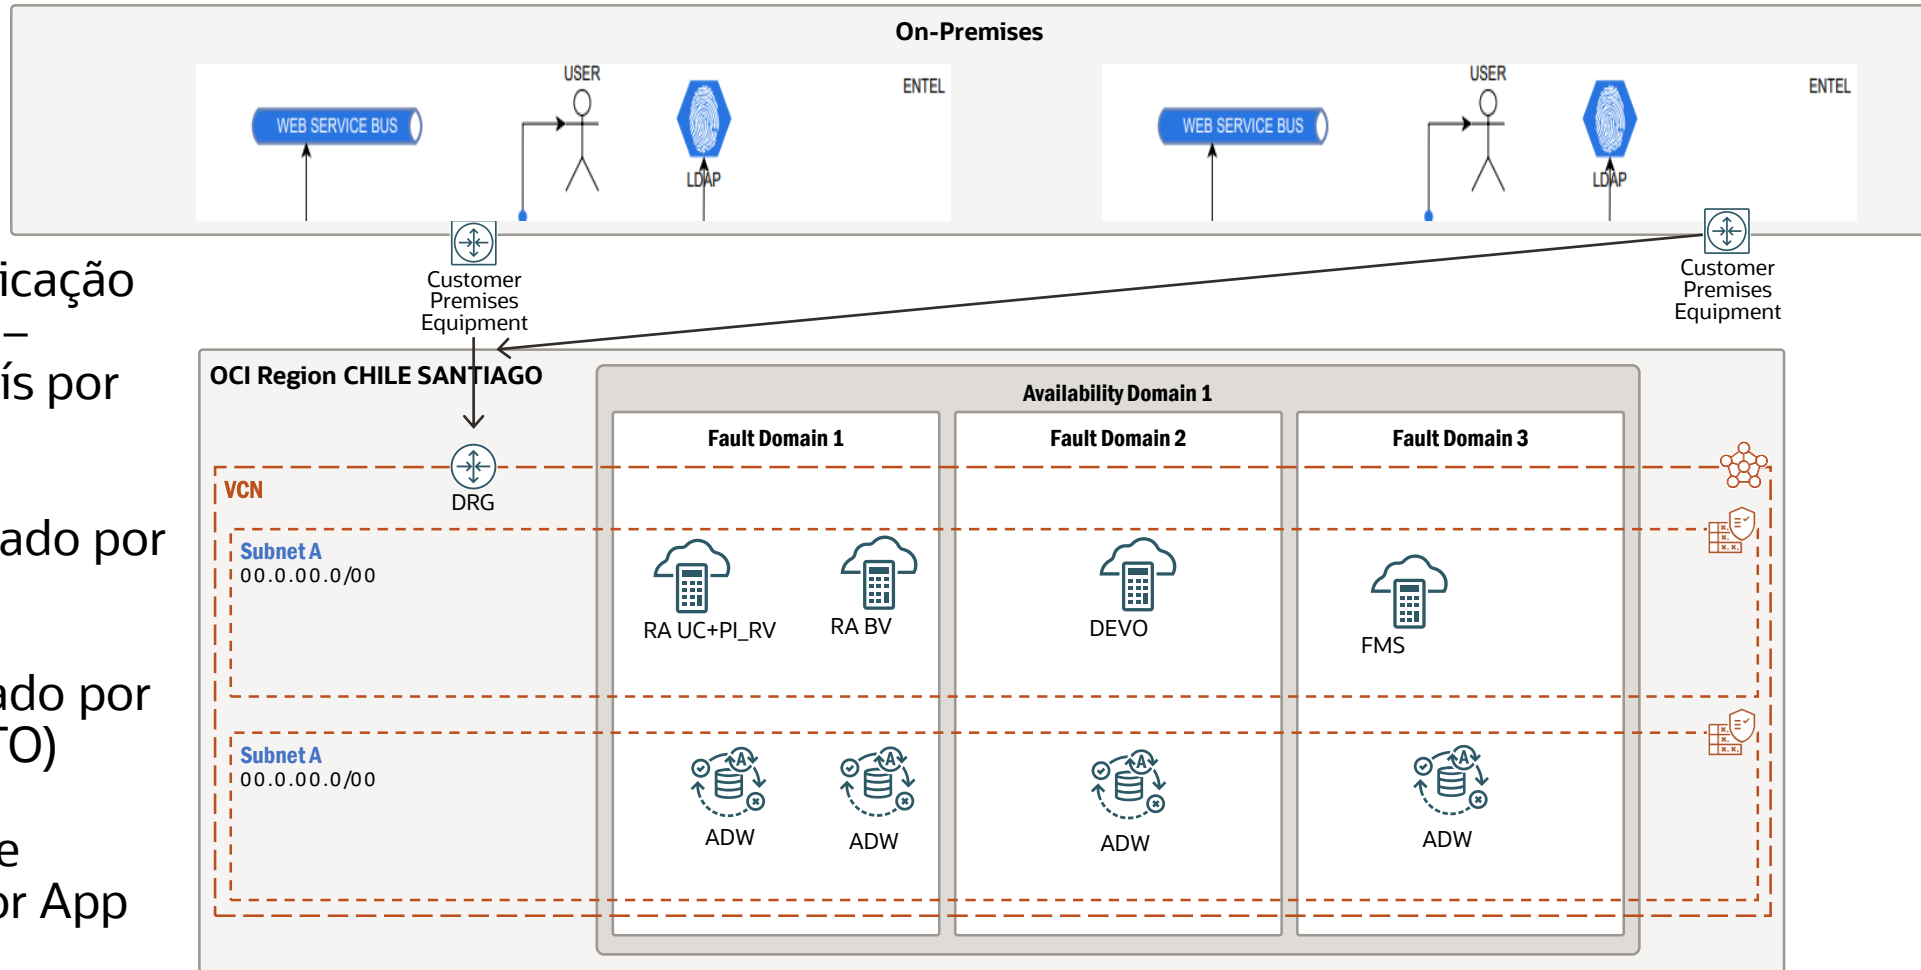 On-Premises
USER
ENTEL
WEB SERVICE BUS
LDAP
USER
ENTEL
WEB SERVICE BUS
LDAP
Customer
Premises
Equipment
Customer
Premises
Equipment
icação
–
ís por
ado por
ado por
TO)
e
or App
OCI Region CHILE SANTIAGO
Availability Domain 1
Fault Domain 1
Fault Domain 2
Fault Domain 3
VCN
DRG
Subnet A
00.0.00.0/00
RA UC+PI_RV
RA BV
DEVO
FMS
Subnet A
00.0.00.0/00
ADW
ADW
ADW
ADW